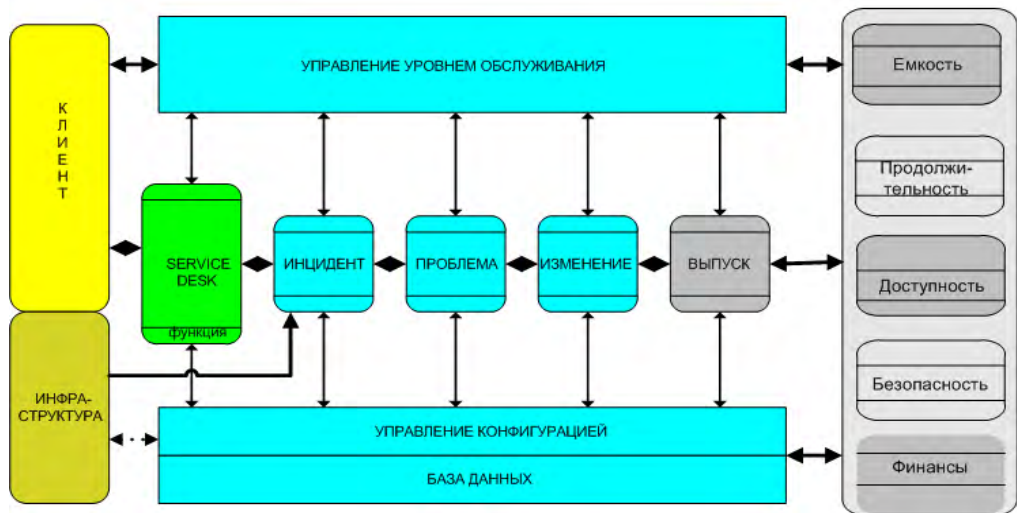 УПРАВЛЕНИЕ УРОВНЕМ ОБСЛУЖИВАНИЯ
Емкость
К
Л
И
Е
Н
Т
Продолжи-
тельность
SERVICE
DESK
функция
ИНЦИДЕНТ
ПРОБЛЕМА
ИЗМЕНЕНИЕ
ВЫПУСК
Доступность
ИНФРА-
СТРУКТУРА
Безопасность
УПРАВЛЕНИЕ КОНФИГУРАЦИЕЙ
БАЗА ДАННЫХ
Финансы